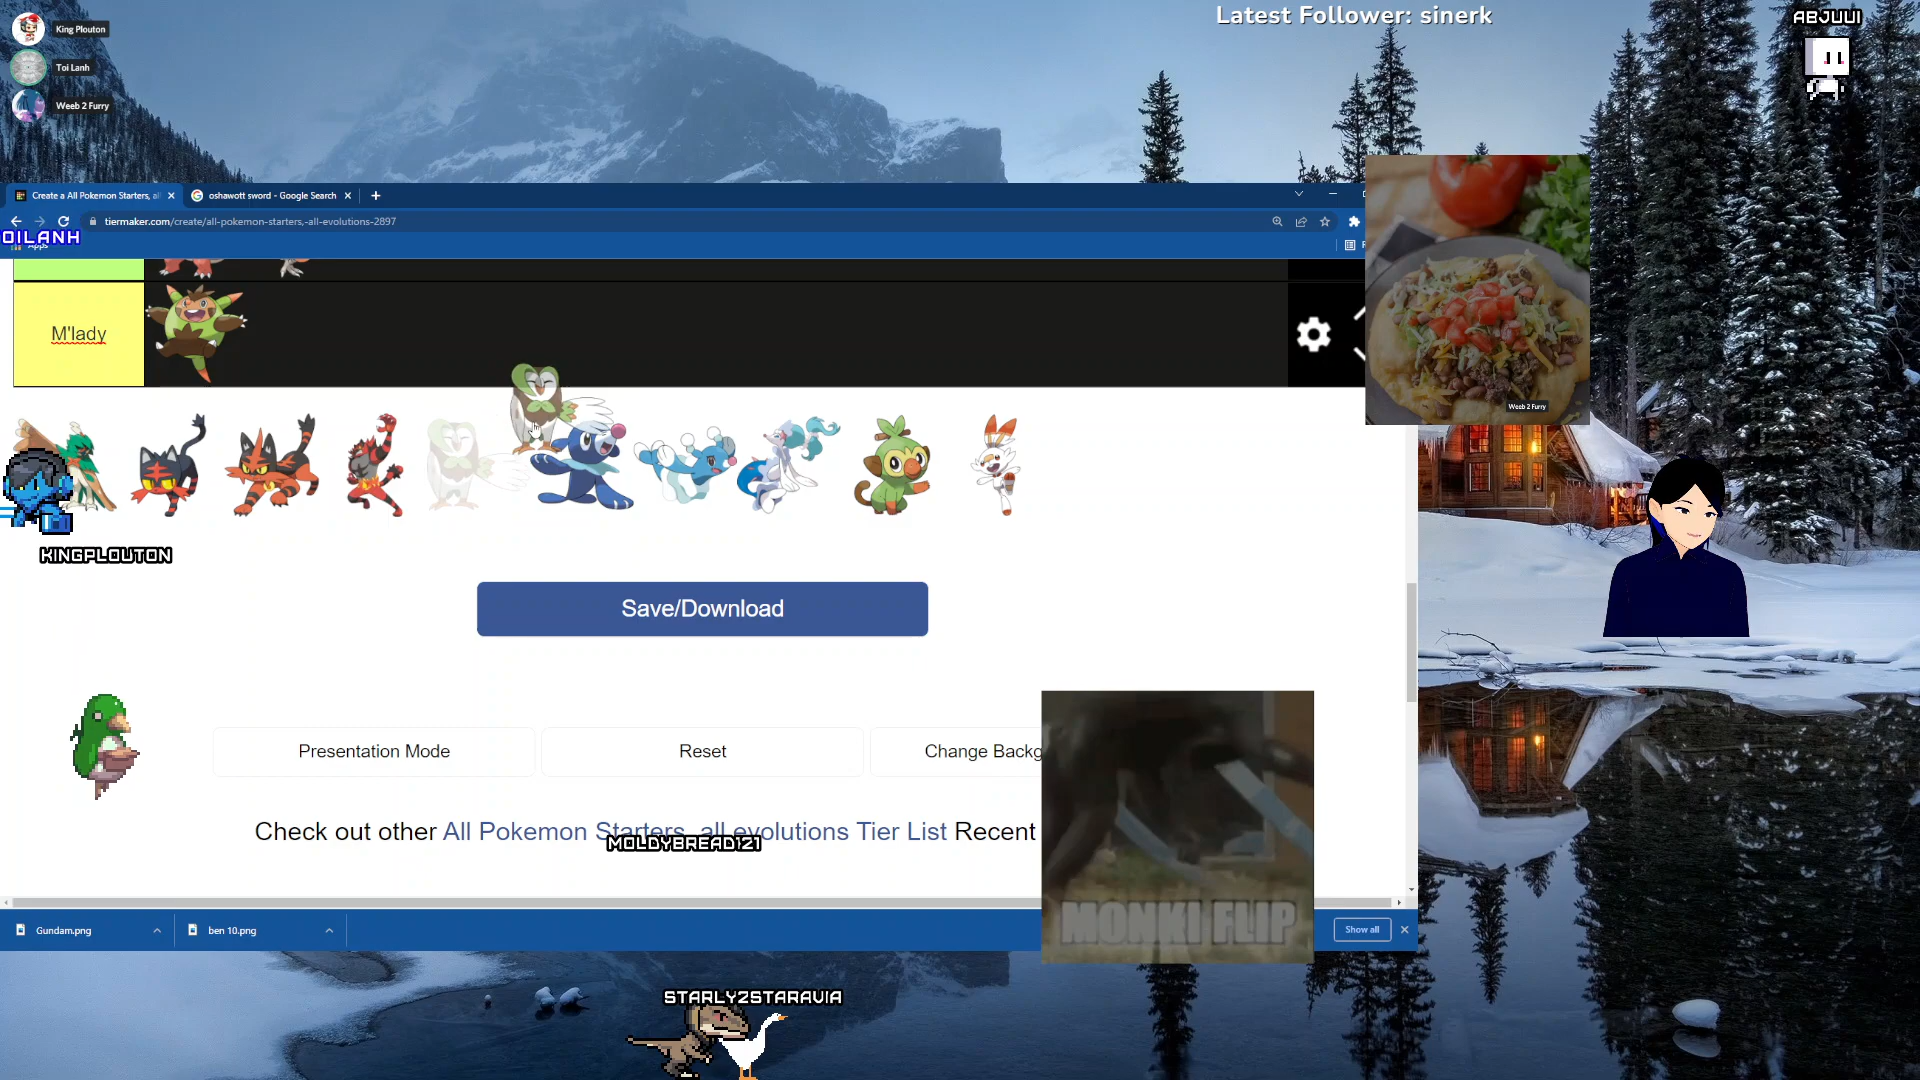 Latest Follower: sinerk
ABJUUI
King Plouton
Toi Lanh
Weeb 2 Furry
Create a All Pokemon Starters, al
oshawott sword - Google Search
tiermaker.com/create/all-pokemon-starters,-all-evolutions-2897
OILANH
Apps
M'lady
Weeb 2 Furry
KINGPLOUTON
Save/Download
Presentation Mode
Reset
Change Backg
Check out other All Pokemon Starters, all evolutions Tier List Recent
MOLDYBREAD121
MONKI FLIP
Gundam.png
ben 10.png
Show all
STARLY2STARAVIA